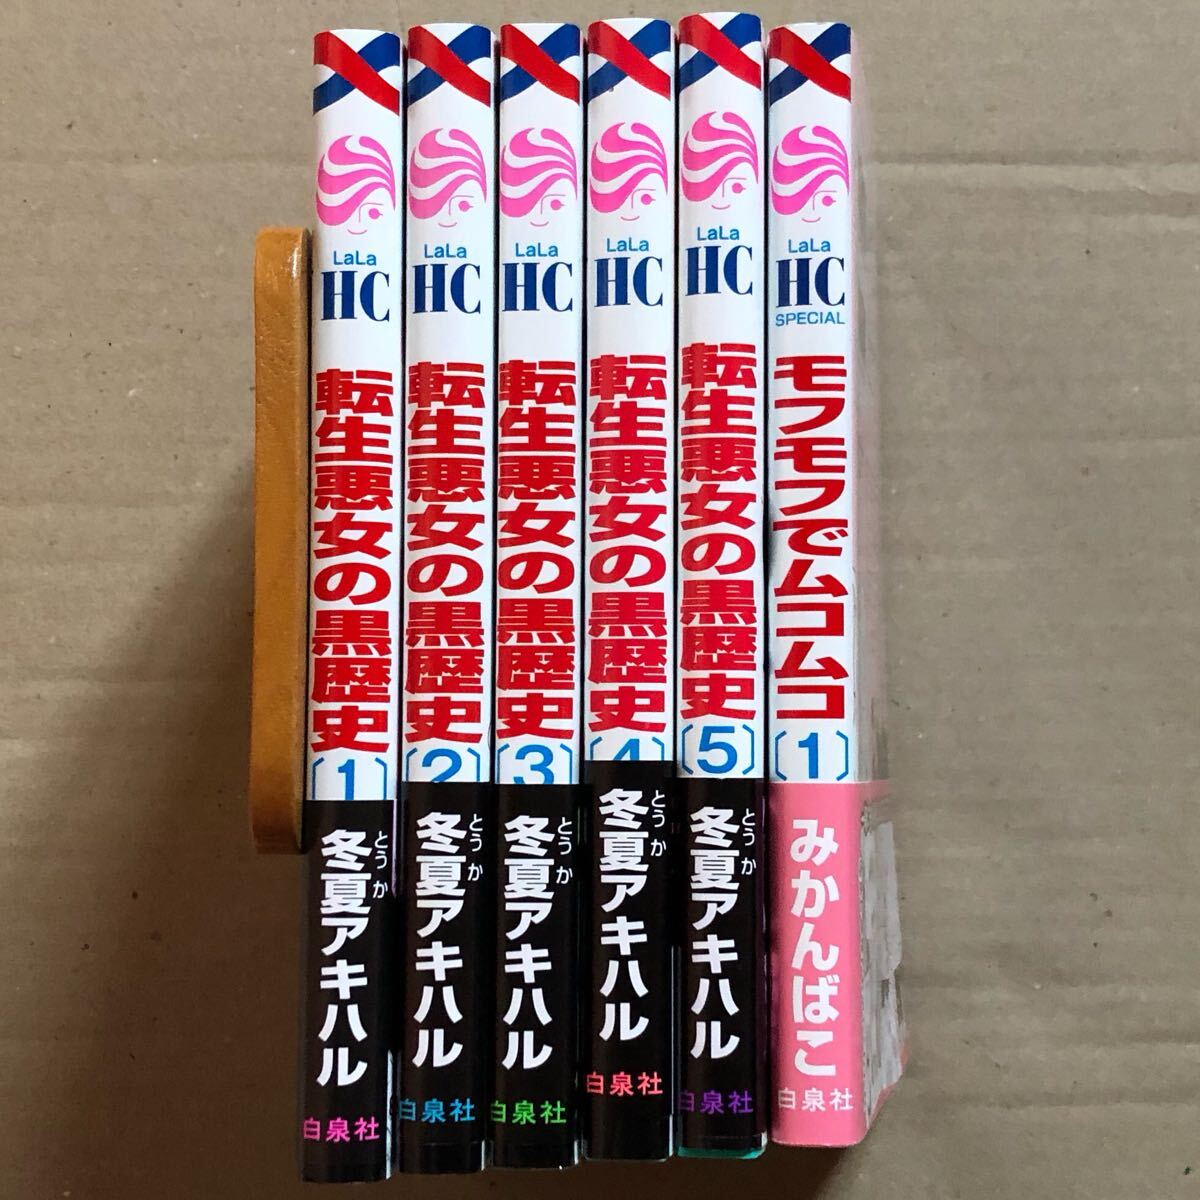 LaLa
HC
転生悪女の黒歴史
〔1〕
冬夏アキハル
とうか
白泉社
LaLa
HC
転生悪女の黒歴史
〔2〕
冬夏アキハル
とうか
白泉社
LaLa
HC
転生悪女の黒歴史
〔3〕
冬夏アキハル
とうか
白泉社
LaLa
HC
転生悪女の黒歴史
〔4〕
冬夏アキハル
とうか
白泉社
LaLa
HC
転生悪女の黒歴史
〔5〕
冬夏アキハル
とうか
白泉社
LaLa
HC
SPECIAL
モフモフでムコムコ
〔1〕
みかんばこ
白泉社